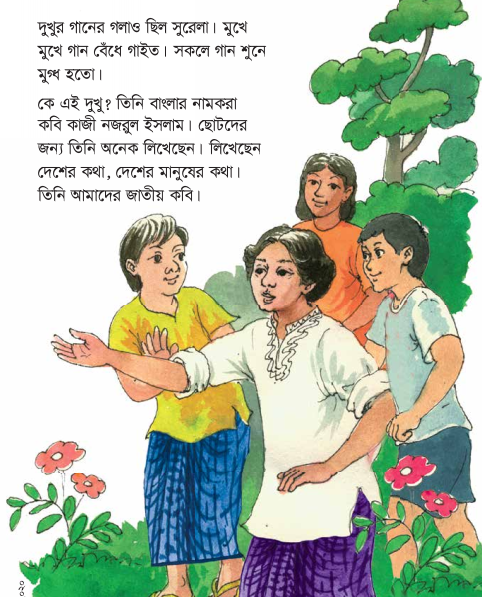 দুখুর গানের গলাও ছিল সুরেলা। মুখে
মুখে গান বেঁধে গাইত। সকলে গান শুনে
মুগ্ধ হতো।
কে এই দুখু? তিনি বাংলার নামকরা
কবি কাজী নজরুল ইসলাম। ছোটদের
জন্য তিনি অনেক লিখেছেন। লিখেছেন
দেশের কথা, দেশের মানুষের কথা।
তিনি আমাদের জাতীয় কবি।